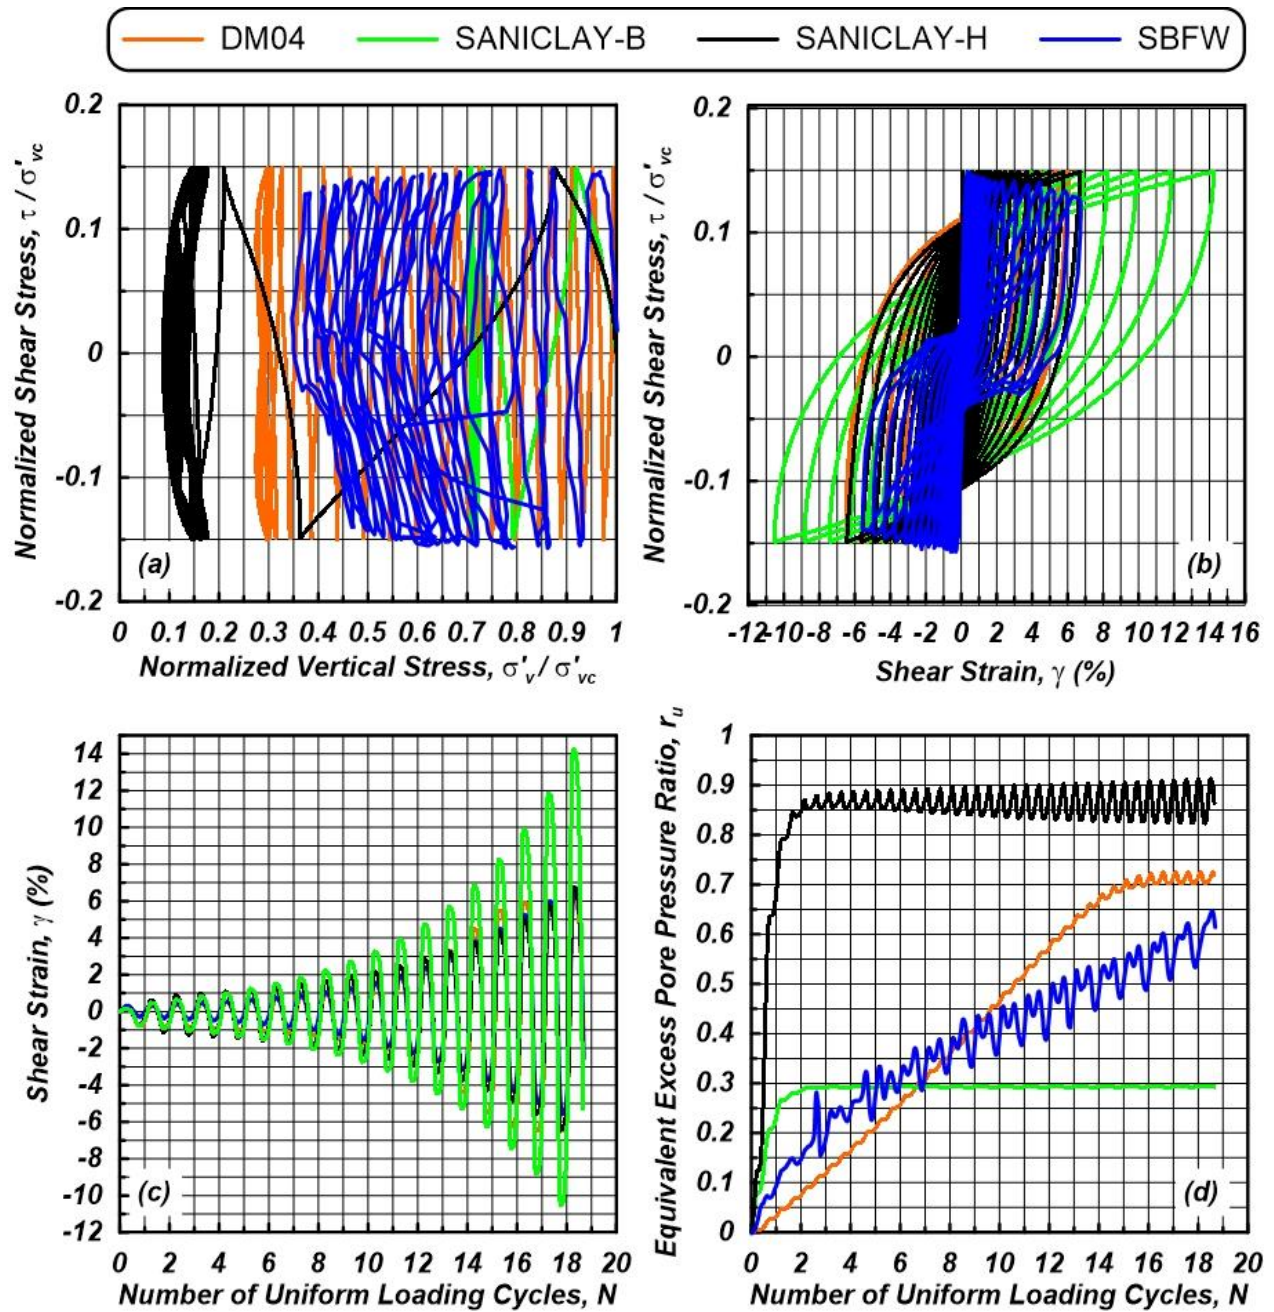 DM04 SANICLAY-B SANICLAY-H SBFW
Normalized Shear Stress, τ / σ'vc
0.2
0.1
0
-0.1
-0.2
(a)
0 0.1 0.2 0.3 0.4 0.5 0.6 0.7 0.8 0.9 1
Normalized Vertical Stress, σ'v / σ'vc
Normalized Shear Stress, τ / σ'vc
0.2
0.1
0
-0.1
-0.2
(b)
-12 -10 -8 -6 -4 -2 0 2 4 6 8 10 12 14 16
Shear Strain, γ (%)
Shear Strain, γ (%)
14
12
10
8
6
4
2
0
-2
-4
-6
-8
-10
-12
(c)
0 2 4 6 8 10 12 14 16 18 20
Number of Uniform Loading Cycles, N
Equivalent Excess Pore Pressure Ratio, ru
1
0.9
0.8
0.7
0.6
0.5
0.4
0.3
0.2
0.1
0
(d)
0 2 4 6 8 10 12 14 16 18 20
Number of Uniform Loading Cycles, N